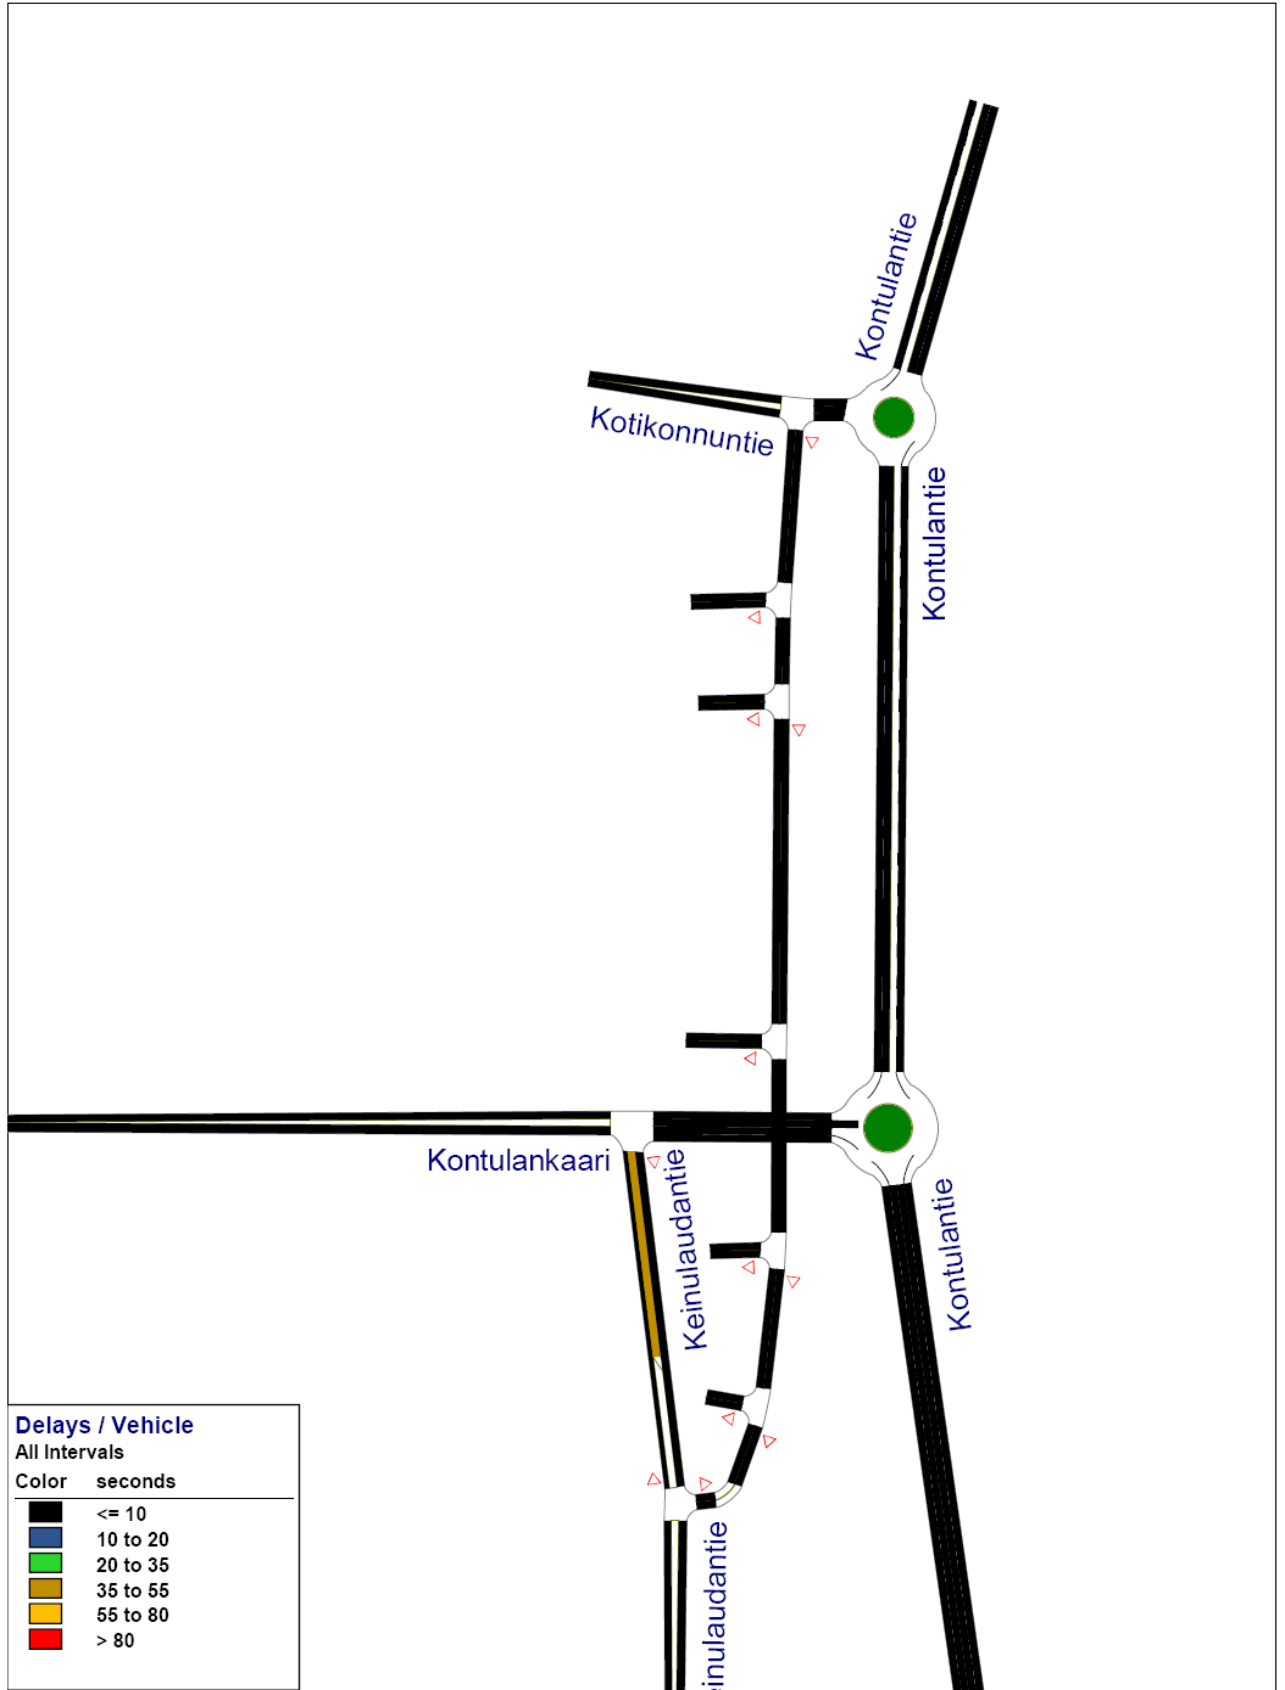 Kontulantie
Kotikonnuntie
Kontulantie
Kontulankaari
Keinulaudantie
Kontulantie
einulaudantie
Delays / Vehicle
All Intervals
Color seconds
<= 10
10 to 20
20 to 35
35 to 55
55 to 80
> 80